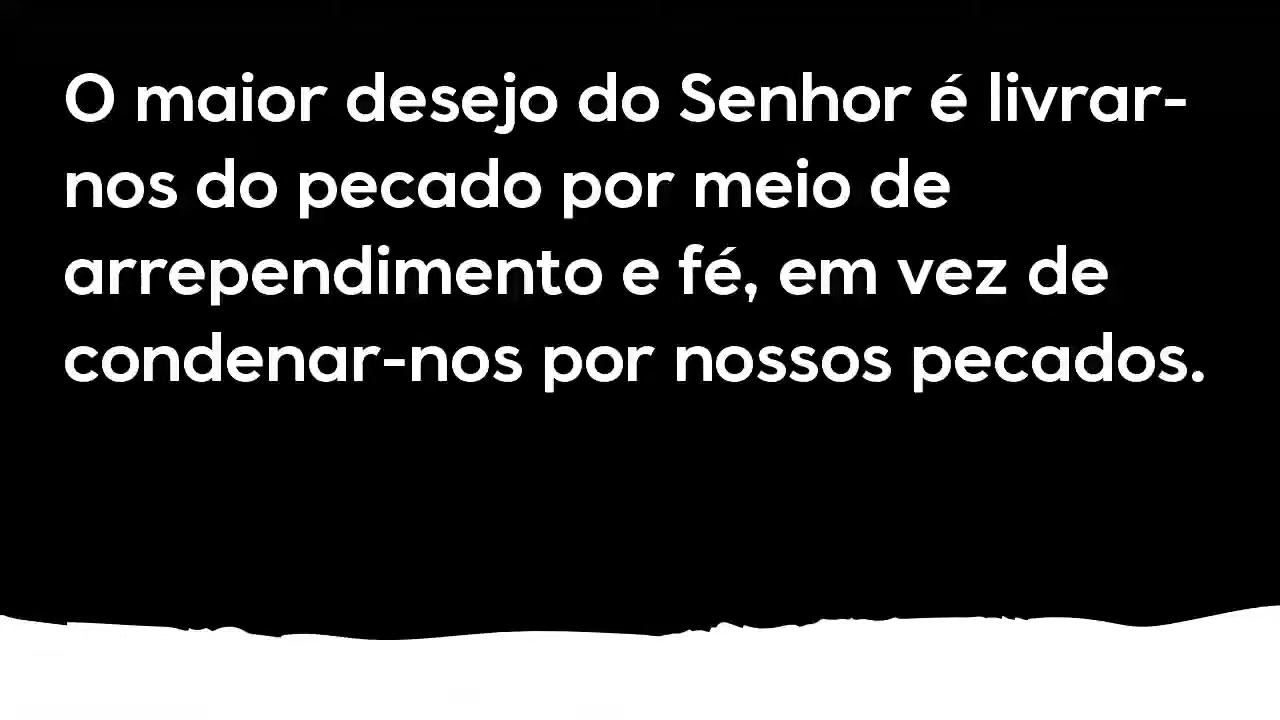 O maior desejo do Senhor é livrar-
nos do pecado por meio de
arrependimento e fé, em vez de
condenar-nos por nossos pecados.